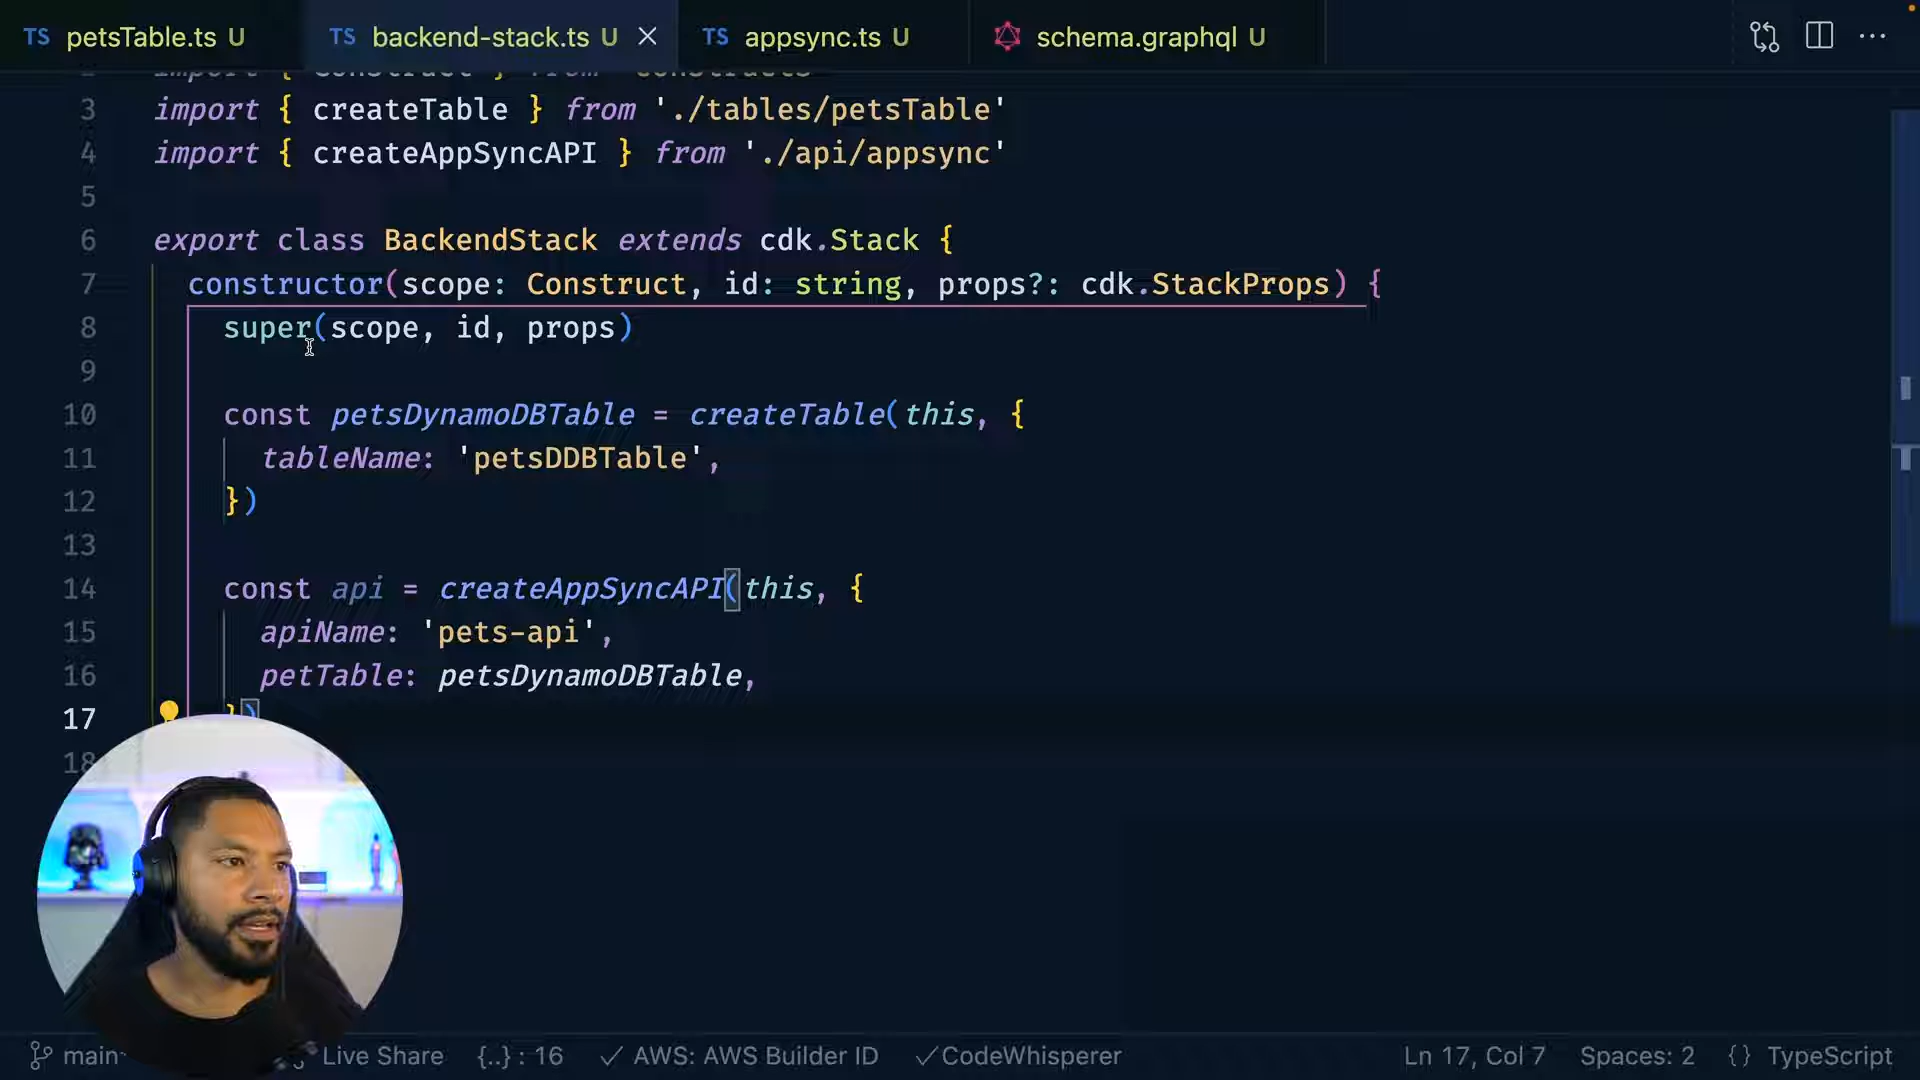 TS petsTable.ts U TS backend-stack.ts U TS appsync.ts U schema.graphql U
3 import { createTable } from './tables/petsTable'
4 import { createAppSyncAPI } from './api/appsync'
5
6 export class BackendStack extends cdk.Stack {
7 constructor(scope: Construct, id: string, props?: cdk.StackProps) {
8 super(scope, id, props)
9
10 const petsDynamoDBTable = createTable(this, {
11 tableName: 'petsDDBTable',
12 })
13
14 const api = createAppSyncAPI(this, {
15 apiName: 'pets-api',
16 petTable: petsDynamoDBTable,
17 })
18
main Live Share {..} : 16 ✓ AWS: AWS Builder ID ✓CodeWhisperer Ln 17, Col 7 Spaces: 2 {} TypeScript